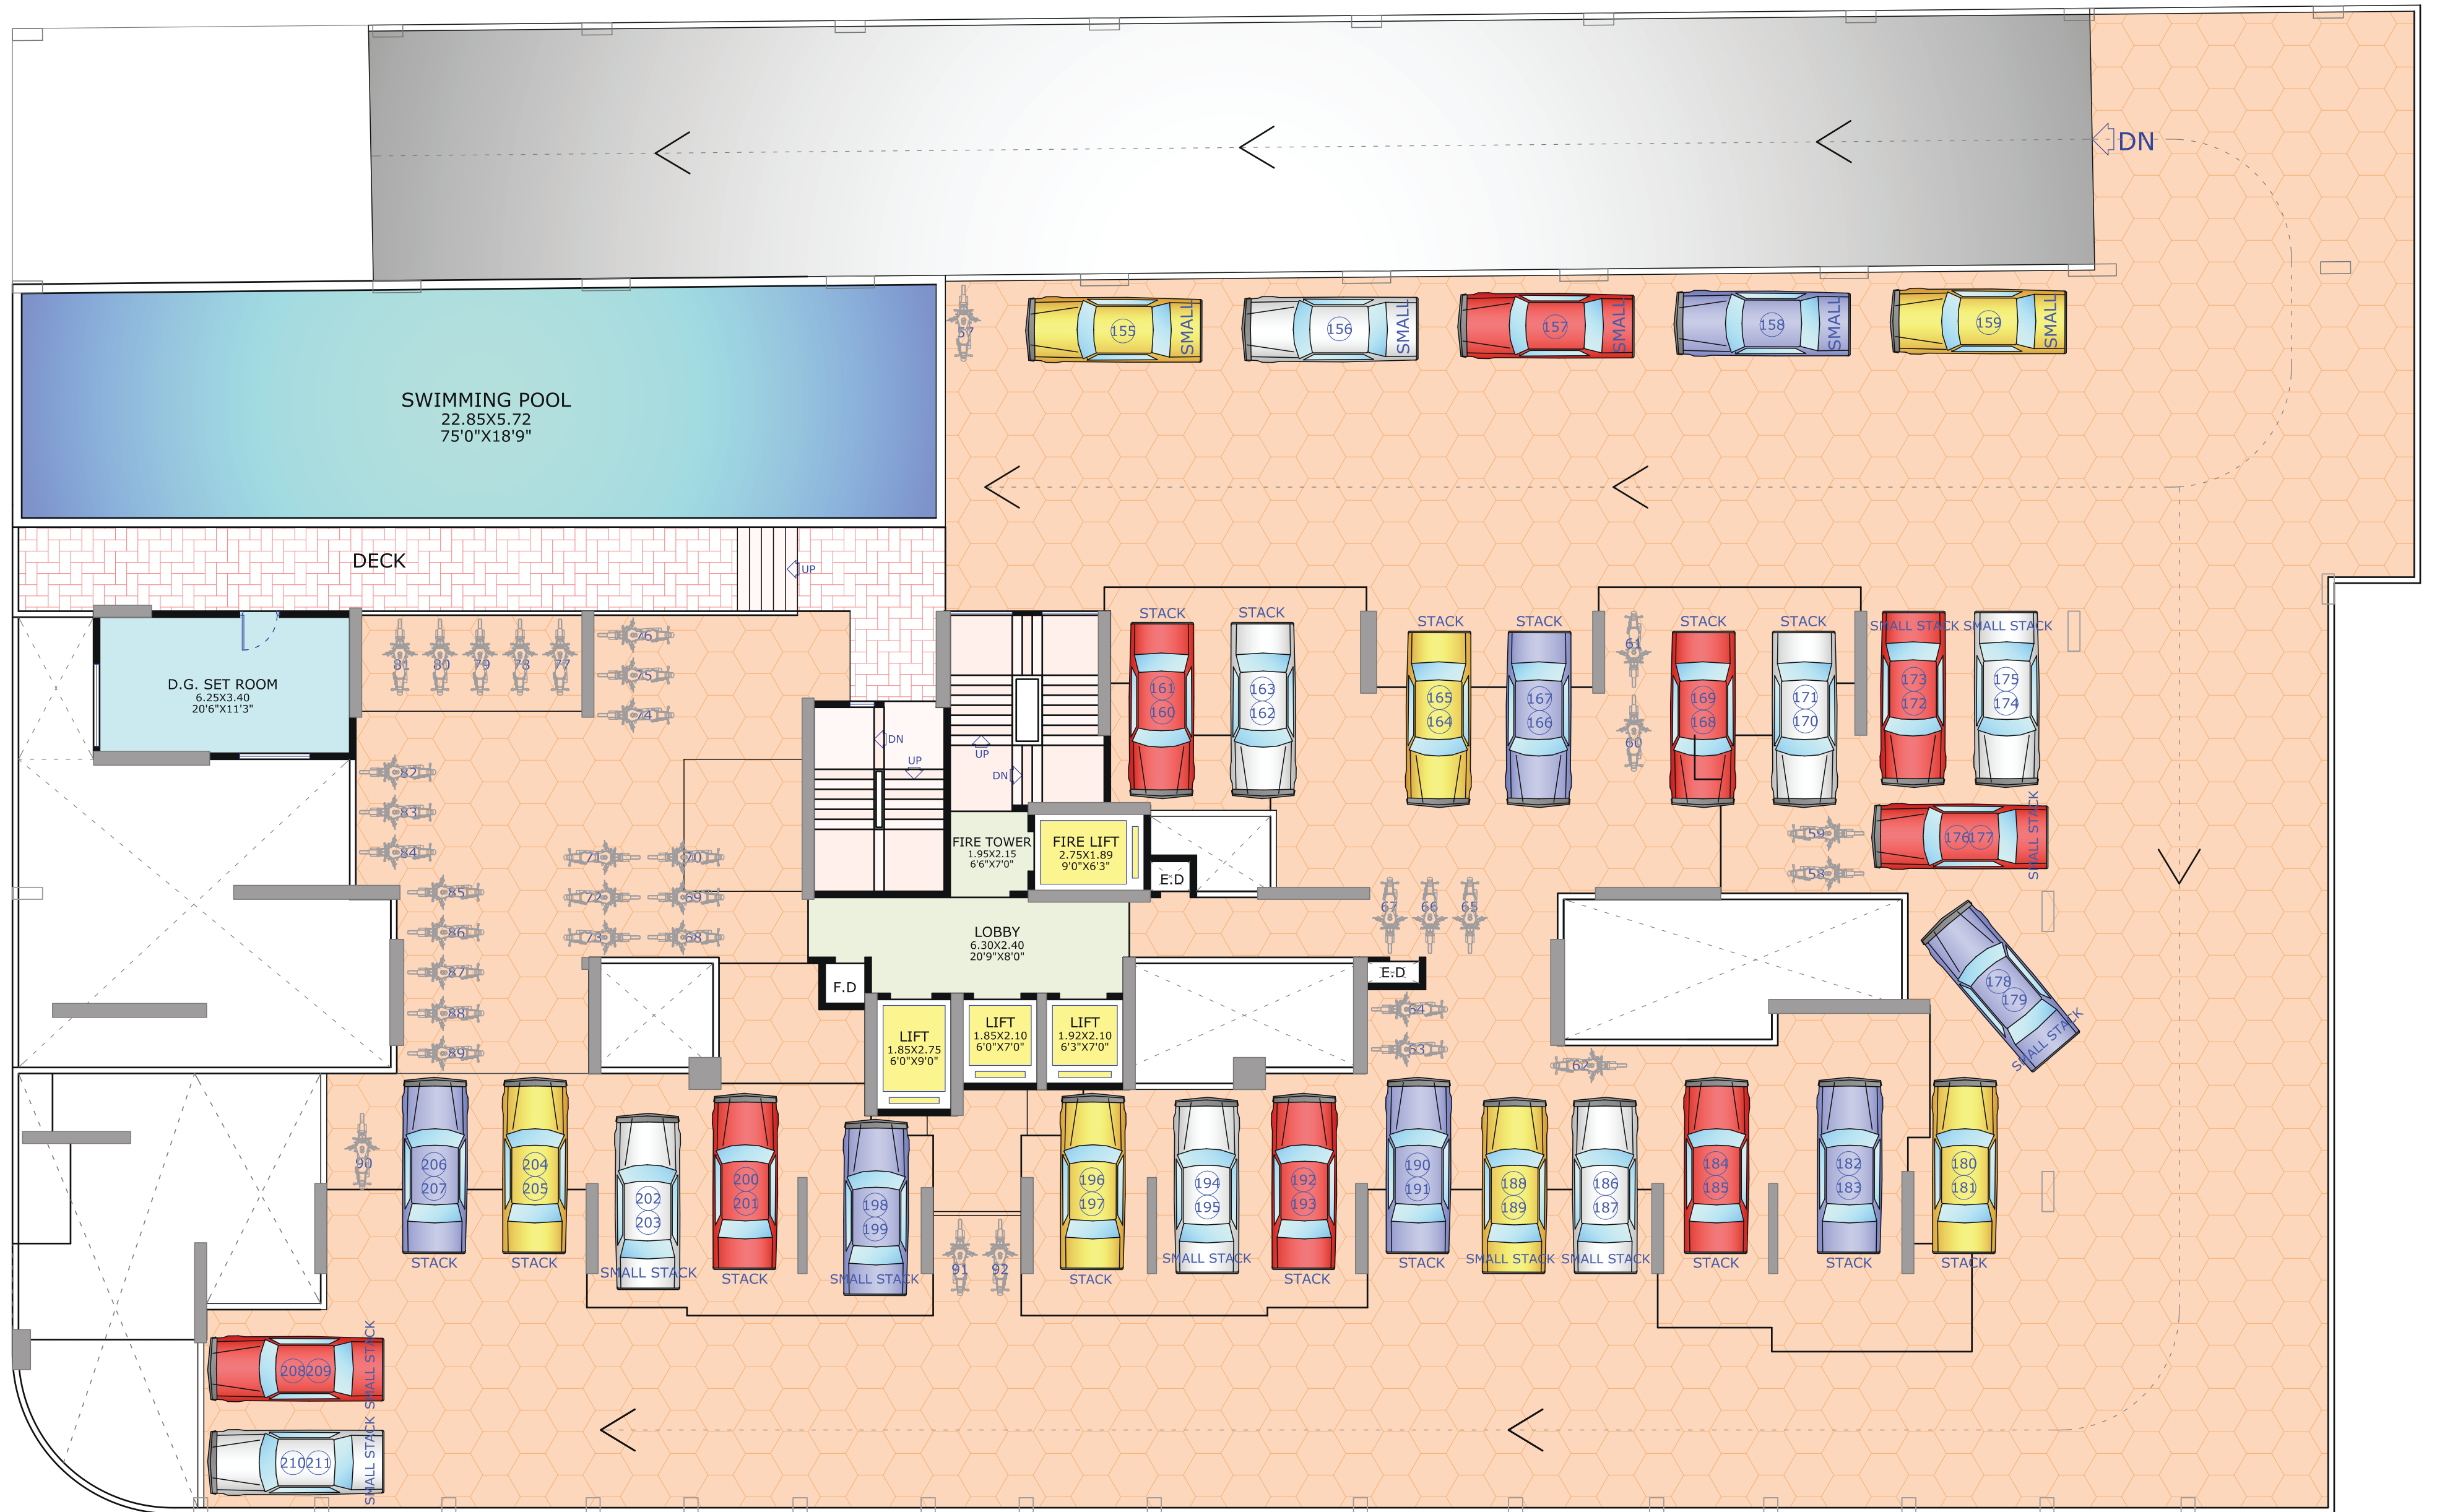 DN
57
155
SMALL
156
SMALL
157
SMALL
158
SMALL
159
SMALL
SWIMMING POOL
22.85X5.72
75'0"X18'9"
DECK
UP
D.G. SET ROOM
6.25X3.40
20'6"X11'3"
81
80
79
78
77
76
75
74
STACK
161
160
STACK
163
162
STACK
165
164
STACK
167
166
61
60
STACK
169
168
STACK
171
170
SMALL STACK
173
172
SMALL STACK
175
174
DN
UP
UP
DN
82
83
84
85
86
87
88
89
71
70
72
69
73
68
FIRE TOWER
1.95X2.15
6'6"X7'0"
FIRE LIFT
2.75X1.89
9'0"X6'3"
E.D
59
58
176
177
SMALL STACK
67
66
65
LOBBY
6.30X2.40
20'9"X8'0"
F.D
E.D
64
63
62
178
179
SMALL STACK
LIFT
1.85X2.75
6'0"X9'0"
LIFT
1.85X2.10
6'0"X7'0"
LIFT
1.92X2.10
6'3"X7'0"
90
206
207
STACK
204
205
STACK
202
203
SMALL STACK
200
201
STACK
198
199
SMALL STACK
91
92
196
197
STACK
194
195
SMALL STACK
192
193
STACK
190
191
STACK
188
189
SMALL STACK
186
187
SMALL STACK
184
185
STACK
182
183
STACK
180
181
STACK
208
209
SMALL STACK
210
211
SMALL STACK